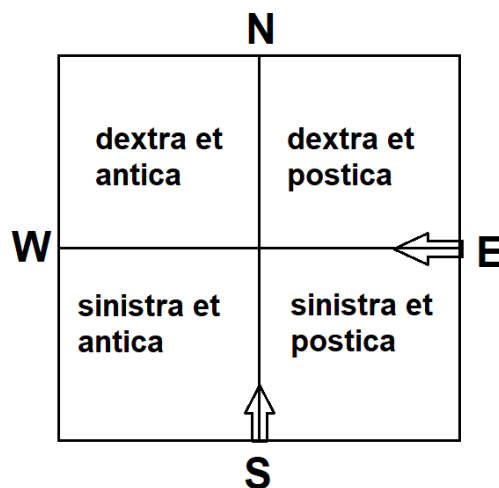 N
dextra et
antica
dextra et
postica
W
E
sinistra et
antica
sinistra et
postica
S